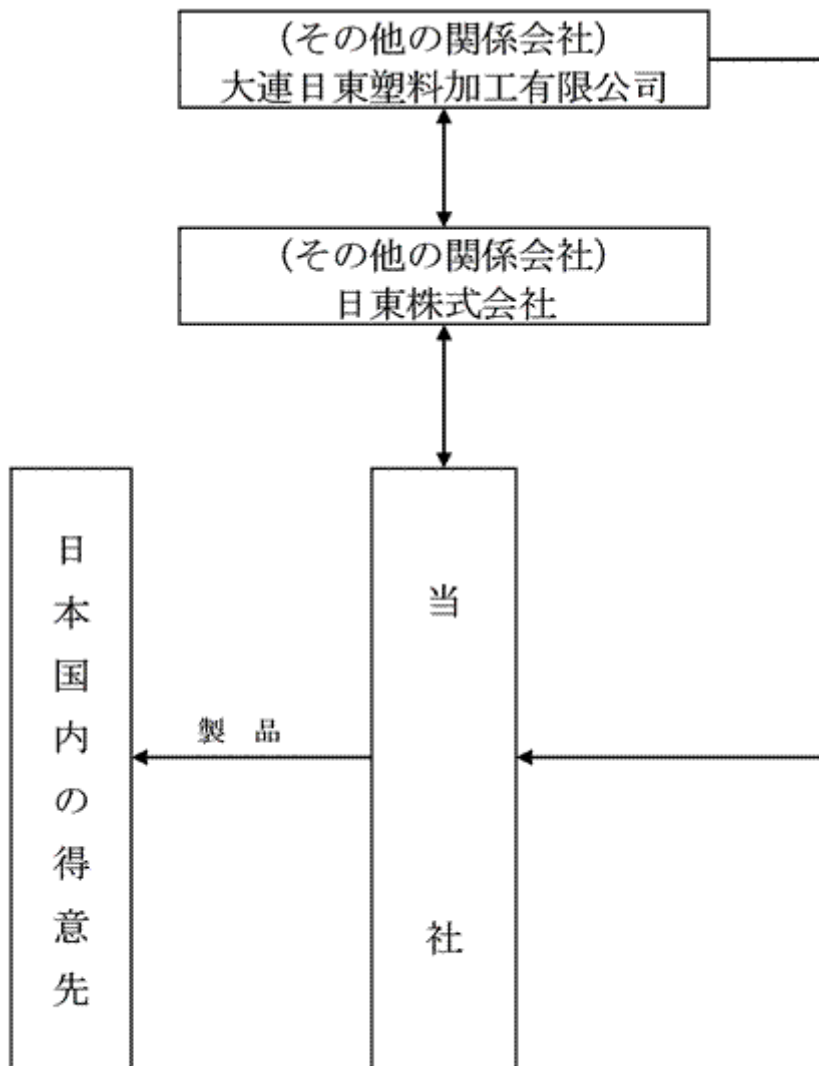 (その他の関係会社)
大連日東塑料加工有限公司
(その他の関係会社)
日東株式会社
日本国内の得意先
製 品
当社